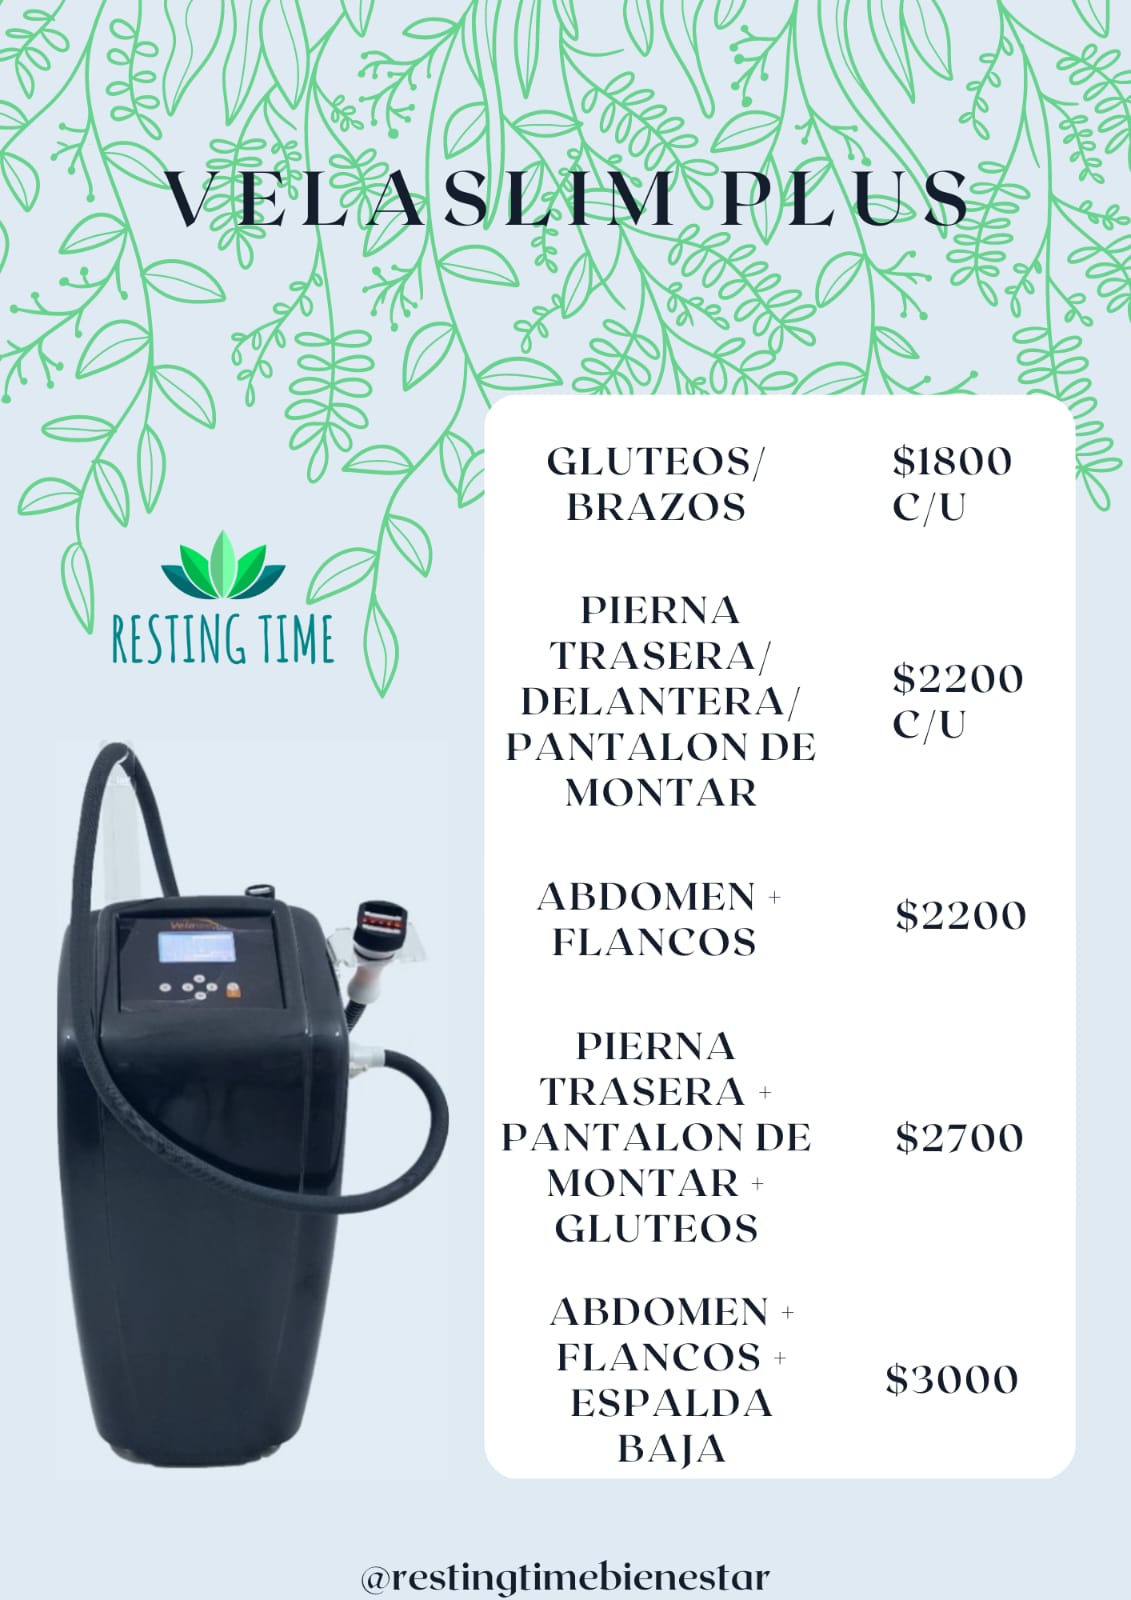 VELASLIM PLUS
GLUTEOS/
BRAZOS
$1800
C/U
PIERNA
TRASERA/
DELANTERA/
PANTALON DE
MONTAR
$2200
C/U
RESTING TIME
ABDOMEN +
FLANCOS
$2200
PIERNA
TRASERA +
PANTALON DE
MONTAR +
GLUTEOS
$2700
ABDOMEN +
FLANCOS +
ESPALDA
BAJA
$3000
@restingtimebienestar